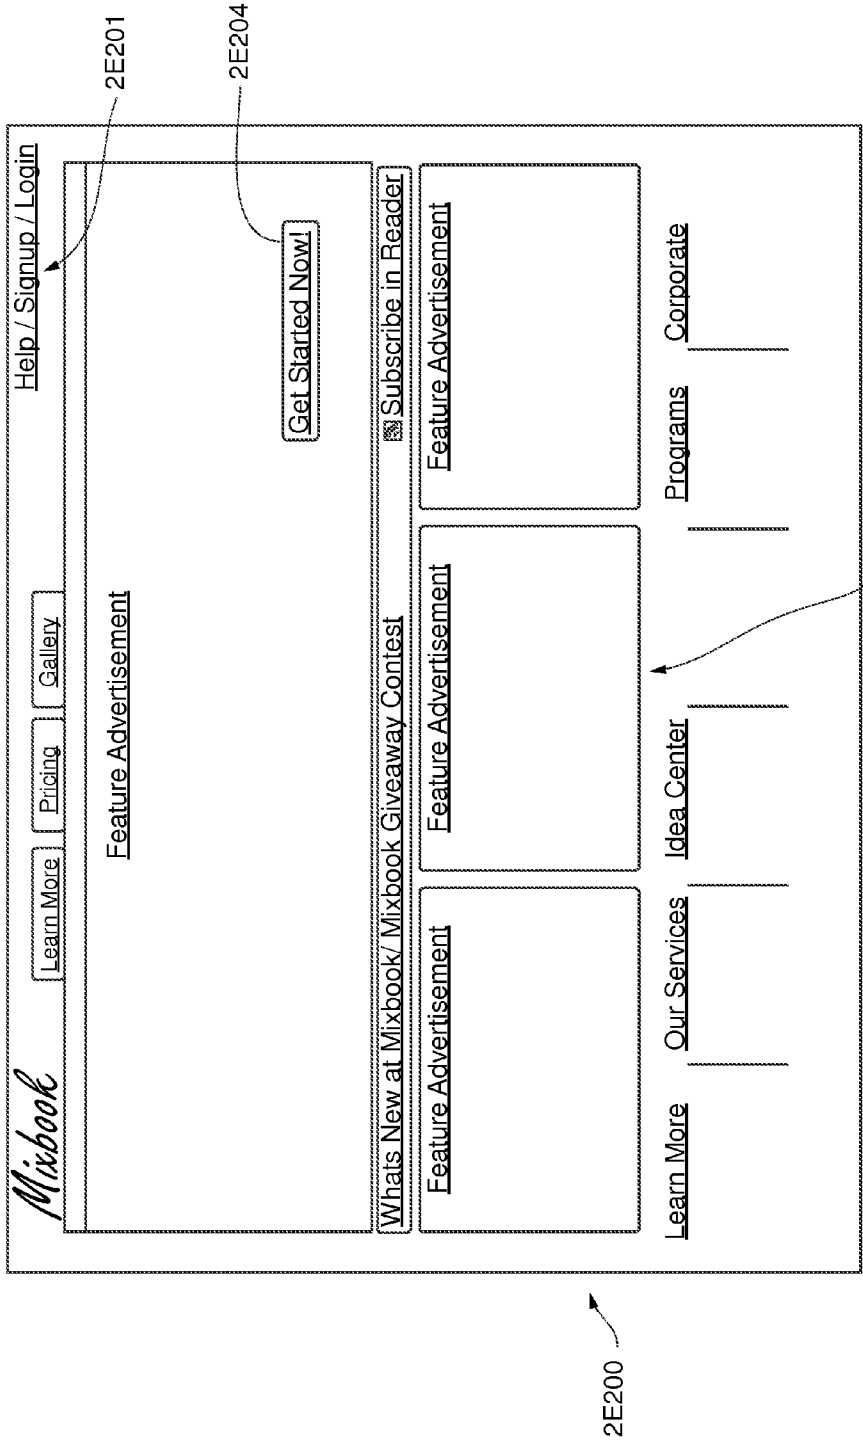 Mixbook
Learn More
Pricing
Gallery
Help / Signup / Login
2E201
Feature Advertisement
Get Started Now!
2E204
Whats New at Mixbook/ Mixbook Giveaway Contest
Subscribe in Reader
Feature Advertisement
Feature Advertisement
Feature Advertisement
Learn More
Our Services
Idea Center
Programs
Corporate
2E200